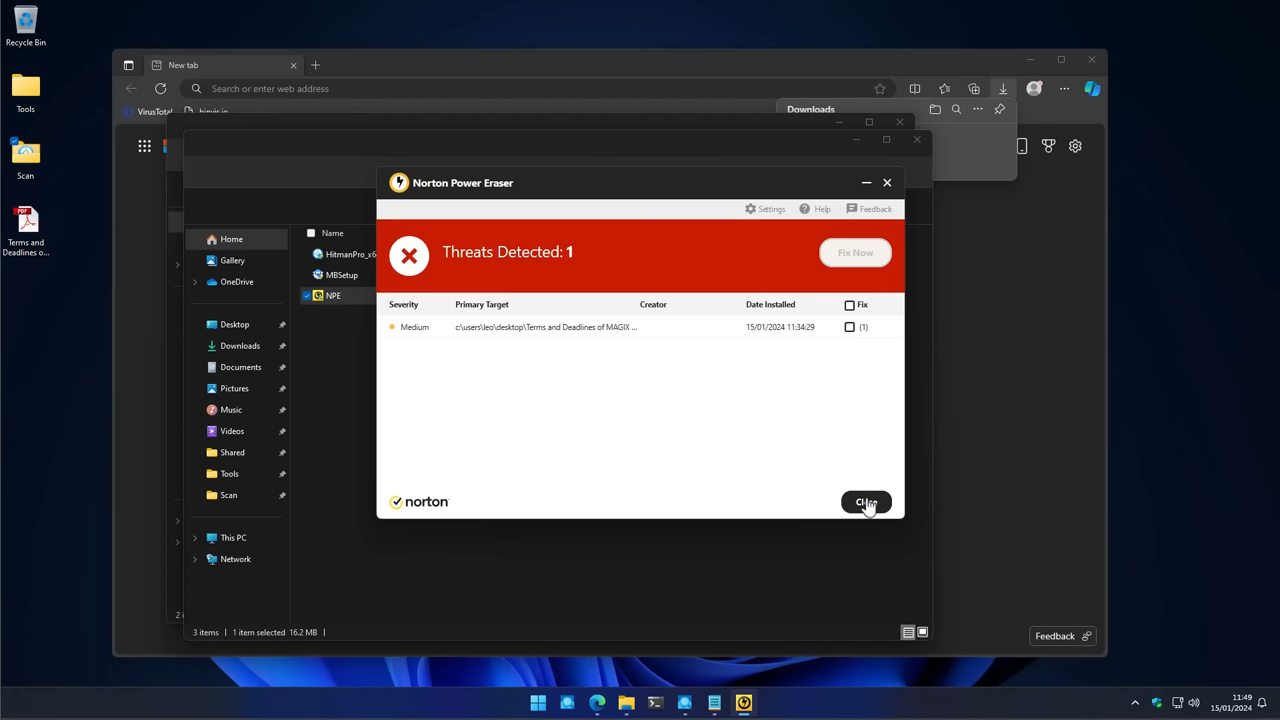 Recycle Bin
Tools
Scan
Terms and
Deadlines o...
New tab
Search or enter web address
VirusTotal
Downloads
Norton Power Eraser
Settings
Help
Feedback
Threats Detected: 1
Fix Now
Severity
Primary Target
Creator
Date Installed
Fix
Medium
c:\users\leo\desktop\Terms and Deadlines of MAGIX ...
15/01/2024 11:34:29
(1)
norton
Home
Gallery
OneDrive
Desktop
Downloads
Documents
Pictures
Music
Videos
Shared
Tools
Scan
This PC
Network
Name
HitmanPro_x6
MBSetup
NPE
3 items
1 item selected 16.2 MB
Feedback
11:49
15/01/2024